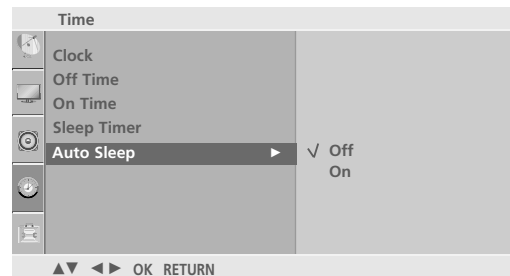 Time
Clock
Off Time
On Time
Sleep Timer
Auto Sleep ► √ Off
On
▲▼ ◄► OK RETURN